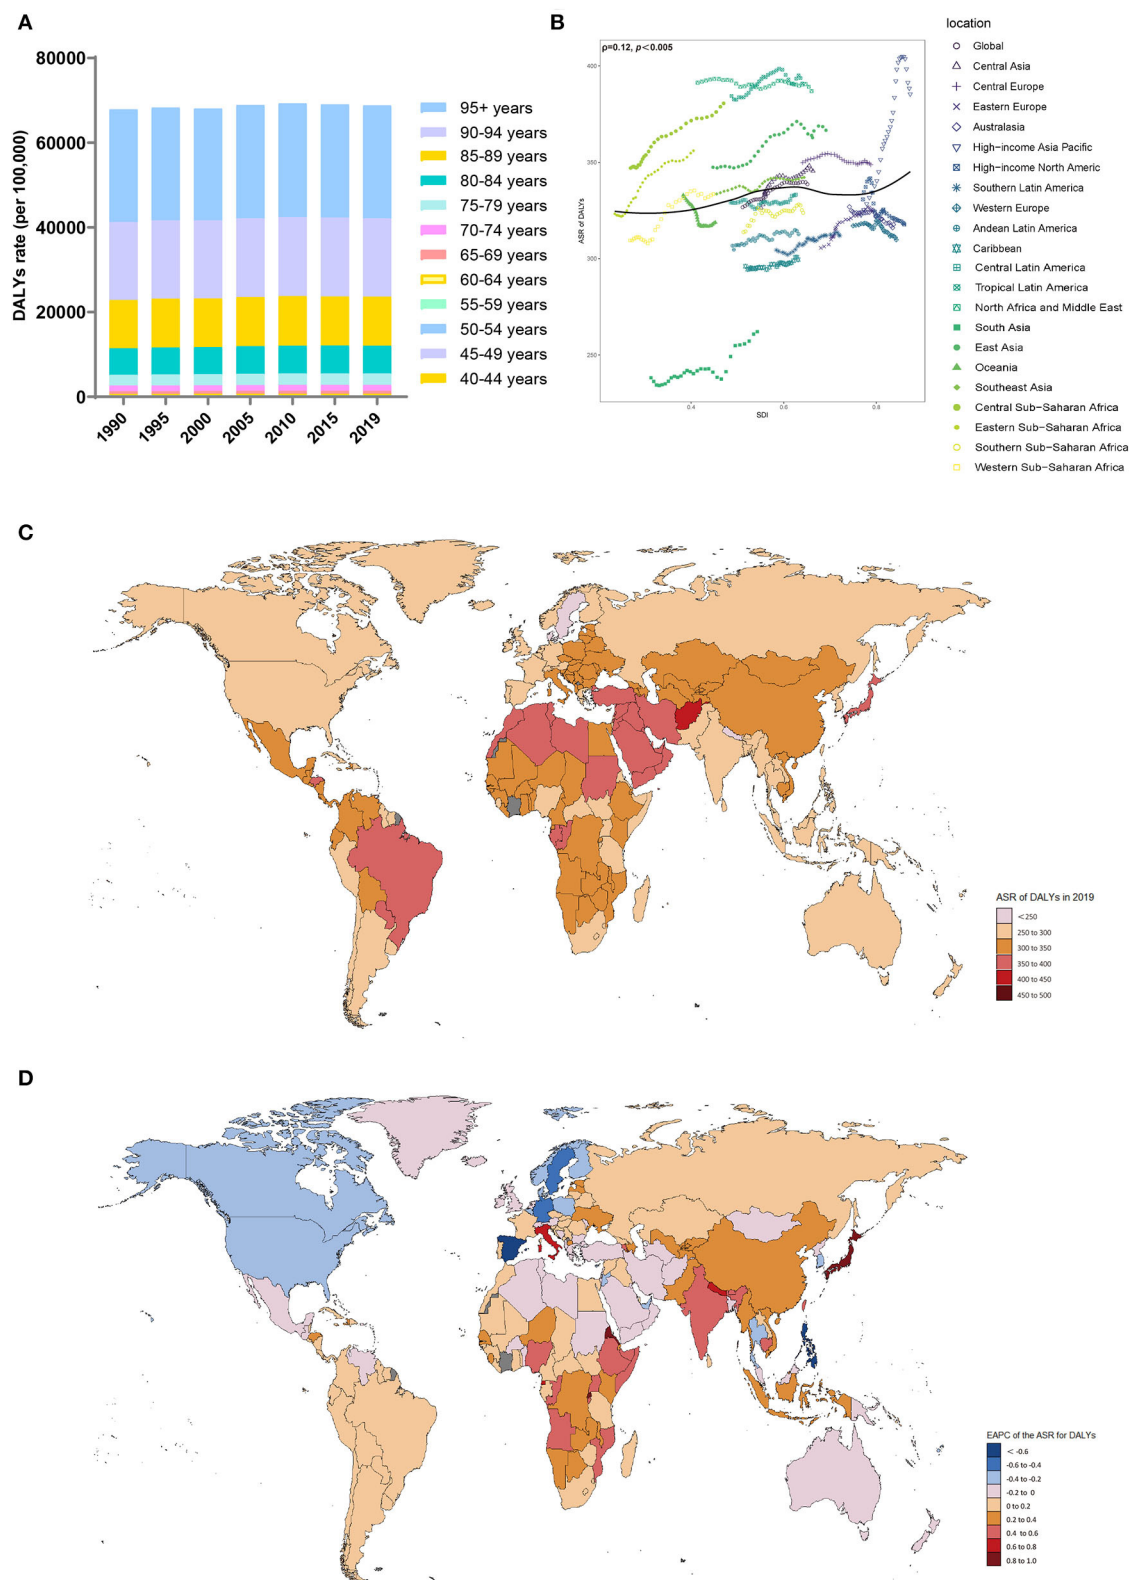 A
80000
60000
40000
20000
0
DALYs rate (per 100,000)
1990
1995
2000
2005
2010
2015
2019
95+ years
90-94 years
85-89 years
80-84 years
75-79 years
70-74 years
65-69 years
60-64 years
55-59 years
50-54 years
45-49 years
40-44 years
B
ρ=0.12, p<0.005
400
350
300
250
ASR of DALYs
0.4
0.6
0.8
SDI
location
Global
Central Asia
Central Europe
Eastern Europe
Australasia
High-income Asia Pacific
High-income North Americ
Southern Latin America
Western Europe
Andean Latin America
Caribbean
Central Latin America
Tropical Latin America
North Africa and Middle East
South Asia
East Asia
Oceania
Southeast Asia
Central Sub-Saharan Africa
Eastern Sub-Saharan Africa
Southern Sub-Saharan Africa
Western Sub-Saharan Africa
C
ASR of DALYs in 2019
<250
250 to 300
300 to 350
350 to 400
400 to 450
450 to 500
D
EAPC of the ASR for DALYs
< -0.6
-0.6 to -0.4
-0.4 to -0.2
-0.2 to 0
0 to 0.2
0.2 to 0.4
0.4 to 0.6
0.6 to 0.8
0.8 to 1.0